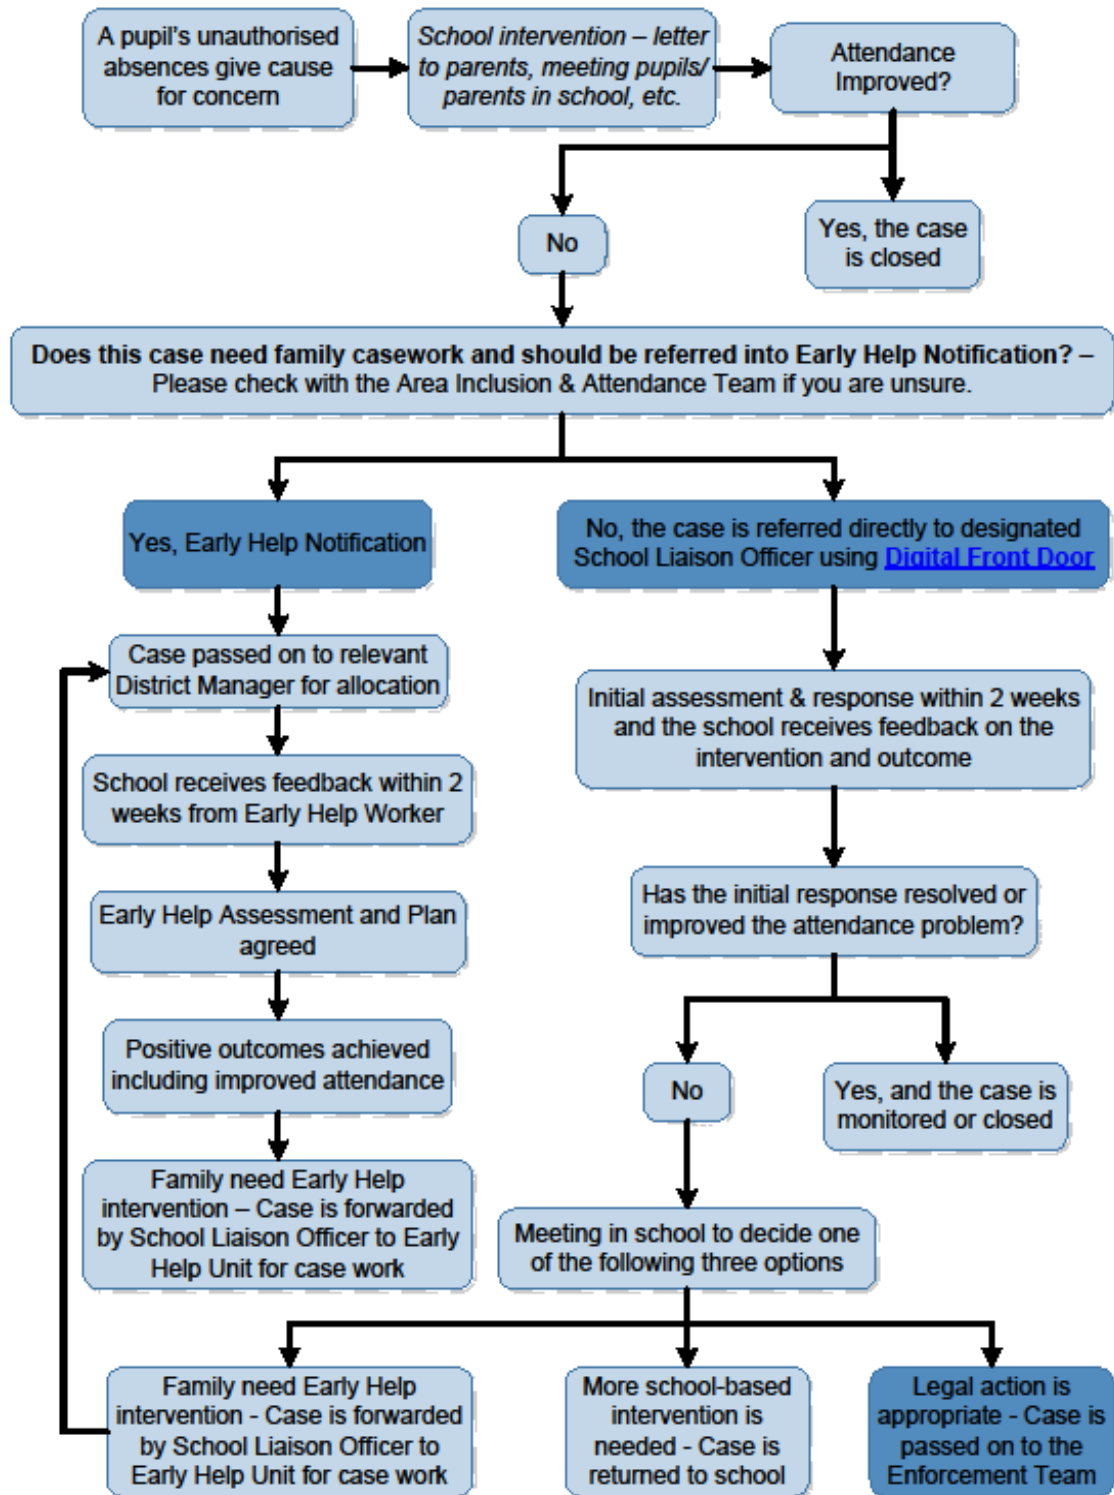 A pupil's unauthorised
absences give cause
for concern
School intervention – letter
to parents, meeting pupils/
parents in school, etc.
Attendance
Improved?
No
Yes, the case
is closed
Does this case need family casework and should be referred into Early Help Notification? –
Please check with the Area Inclusion & Attendance Team if you are unsure.
Yes, Early Help Notification
No, the case is referred directly to designated
School Liaison Officer using Digital Front Door
Case passed on to relevant
District Manager for allocation
Initial assessment & response within 2 weeks
and the school receives feedback on the
intervention and outcome
School receives feedback within 2
weeks from Early Help Worker
Has the initial response resolved or
improved the attendance problem?
Early Help Assessment and Plan
agreed
Positive outcomes achieved
including improved attendance
No
Yes, and the case is
monitored or closed
Family need Early Help
intervention – Case is forwarded
by School Liaison Officer to Early
Help Unit for case work
Meeting in school to decide one
of the following three options
Family need Early Help
intervention - Case is forwarded
by School Liaison Officer to
Early Help Unit for case work
More school-based
intervention is
needed - Case is
returned to school
Legal action is
appropriate - Case is
passed on to the
Enforcement Team